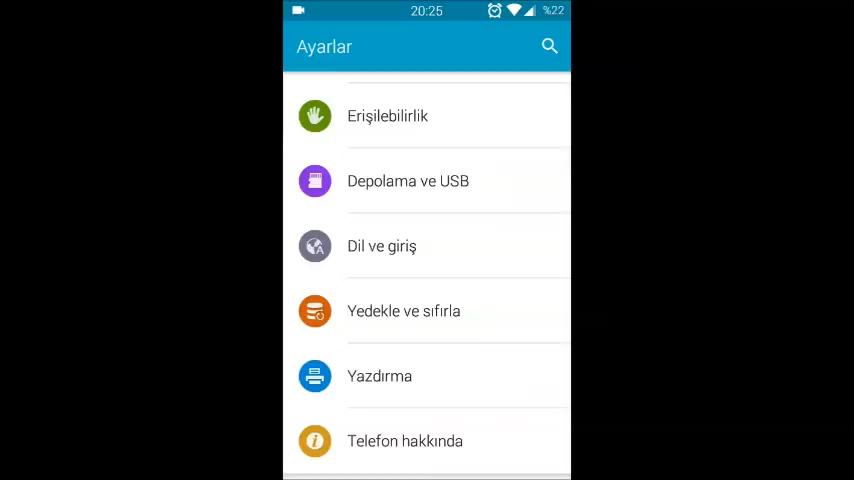 20:25
%22
Ayarlar
Erişilebilirlik
Depolama ve USB
Dil ve giriş
Yedekle ve sıfırla
Yazdırma
Telefon hakkında